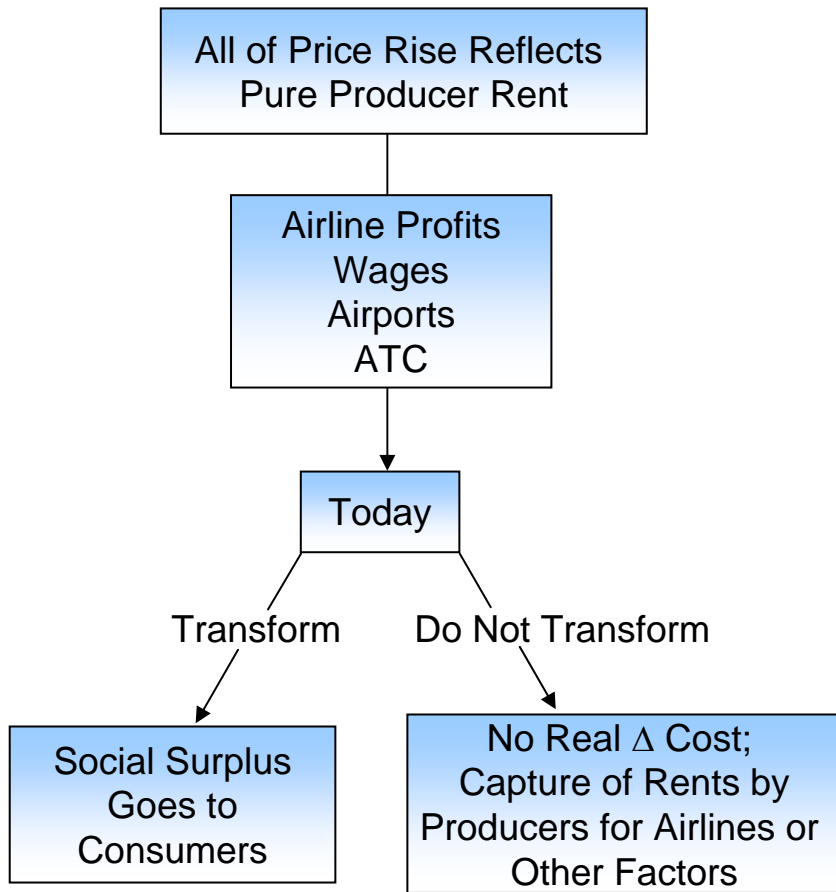 All of Price Rise Reflects
Pure Producer Rent
Airline Profits
Wages
Airports
ATC
Today
Transform
Do Not Transform
Social Surplus
Goes to
Consumers
No Real Δ Cost;
Capture of Rents by
Producers for Airlines or
Other Factors